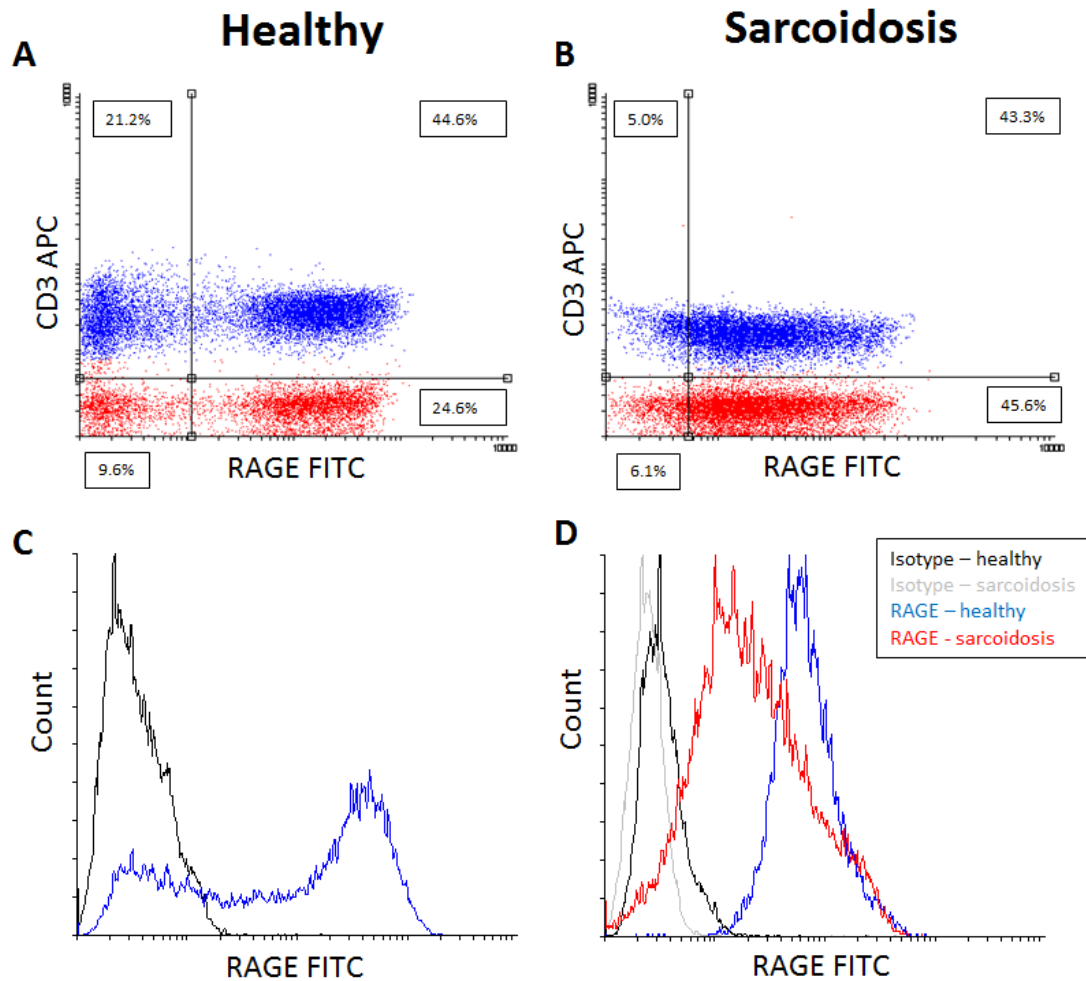 Healthy
Sarcoidosis
A
B
21.2%
44.6%
5.0%
43.3%
CD3 APC
CD3 APC
24.6%
45.6%
10000
10000
9.6%
RAGE FITC
6.1%
RAGE FITC
C
D
Isotype – healthy
Isotype – sarcoidosis
RAGE – healthy
RAGE - sarcoidosis
Count
Count
RAGE FITC
RAGE FITC